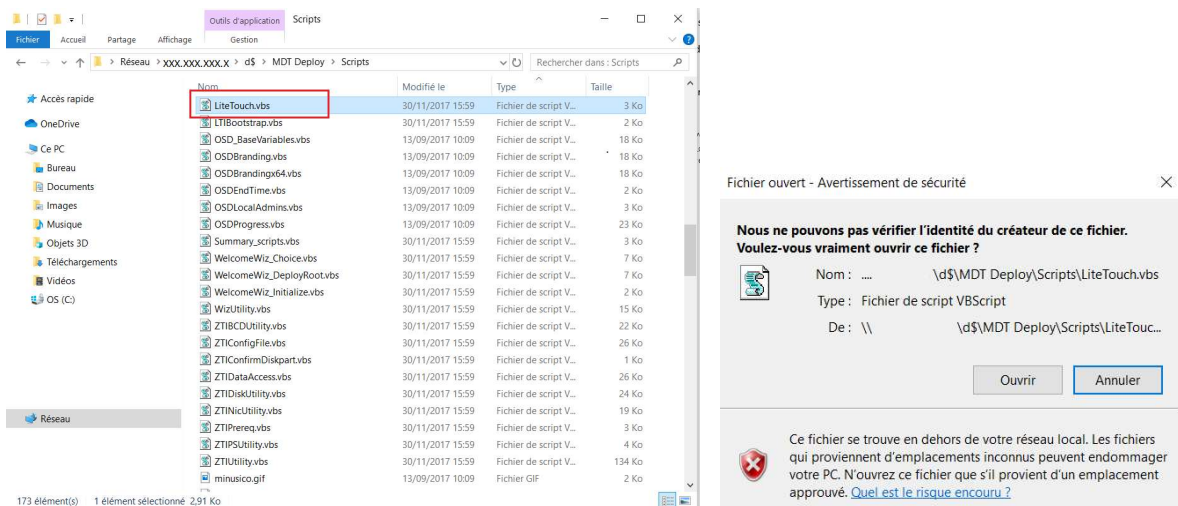 Outils d'application Scripts
Fichier Accueil Partage Affichage Gestion
Réseau > xxx.xxx.xxx.x > d$ > MDT Deploy > Scripts
Rechercher dans : Scripts
Nom Modifié le Type Taille
Accès rapide
OneDrive
Ce PC
Bureau
Documents
Images
Musique
Objets 3D
Téléchargements
Vidéos
OS (C:)
Réseau
LiteTouch.vbs 30/11/2017 15:59 Fichier de script V... 3 Ko
LTIBootstrap.vbs 30/11/2017 15:59 Fichier de script V... 2 Ko
OSD_BaseVariables.vbs 13/09/2017 10:09 Fichier de script V... 18 Ko
OSDBranding.vbs 13/09/2017 10:09 Fichier de script V... 18 Ko
OSDBrandingx64.vbs 13/09/2017 10:09 Fichier de script V... 18 Ko
OSDEndTime.vbs 13/09/2017 10:09 Fichier de script V... 2 Ko
OSDLocalAdmins.vbs 13/09/2017 10:09 Fichier de script V... 3 Ko
OSDProgress.vbs 13/09/2017 10:09 Fichier de script V... 23 Ko
Summary_scripts.vbs 30/11/2017 15:59 Fichier de script V... 3 Ko
WelcomeWiz_Choice.vbs 30/11/2017 15:59 Fichier de script V... 7 Ko
WelcomeWiz_DeployRoot.vbs 30/11/2017 15:59 Fichier de script V... 7 Ko
WelcomeWiz_Initialize.vbs 30/11/2017 15:59 Fichier de script V... 2 Ko
WizUtility.vbs 30/11/2017 15:59 Fichier de script V... 15 Ko
ZTIBCDUtility.vbs 30/11/2017 15:59 Fichier de script V... 22 Ko
ZTIConfigFile.vbs 30/11/2017 15:59 Fichier de script V... 26 Ko
ZTIConfirmDiskpart.vbs 30/11/2017 15:59 Fichier de script V... 1 Ko
ZTIDataAccess.vbs 30/11/2017 15:59 Fichier de script V... 26 Ko
ZTIDiskUtility.vbs 30/11/2017 15:59 Fichier de script V... 24 Ko
ZTINicUtility.vbs 30/11/2017 15:59 Fichier de script V... 19 Ko
ZTIPrereq.vbs 30/11/2017 15:59 Fichier de script V... 3 Ko
ZTIPSUtility.vbs 30/11/2017 15:59 Fichier de script V... 4 Ko
ZTIUtility.vbs 30/11/2017 15:59 Fichier de script V... 134 Ko
minusico.gif 13/09/2017 10:09 Fichier GIF 2 Ko
173 élément(s) 1 élément sélectionné 2,91 Ko
Fichier ouvert - Avertissement de sécurité
Nous ne pouvons pas vérifier l'identité du créateur de ce fichier.
Voulez-vous vraiment ouvrir ce fichier ?
Nom : .... \d$\MDT Deploy\Scripts\LiteTouch.vbs
Type : Fichier de script VBScript
De : \\ \d$\MDT Deploy\Scripts\LiteTouc...
Ouvrir Annuler
Ce fichier se trouve en dehors de votre réseau local. Les fichiers
qui proviennent d'emplacements inconnus peuvent endommager
votre PC. N'ouvrez ce fichier que s'il provient d'un emplacement
approuvé. Quel est le risque encouru ?